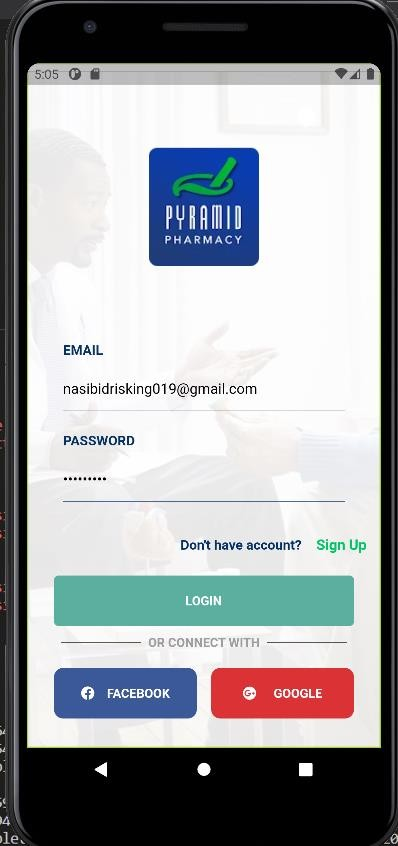 5:05
PYRAMID
PHARMACY
EMAIL
nasibidrisking019@gmail.com
PASSWORD
•••••••••
Don't have account? Sign Up
LOGIN
OR CONNECT WITH
FACEBOOK GOOGLE